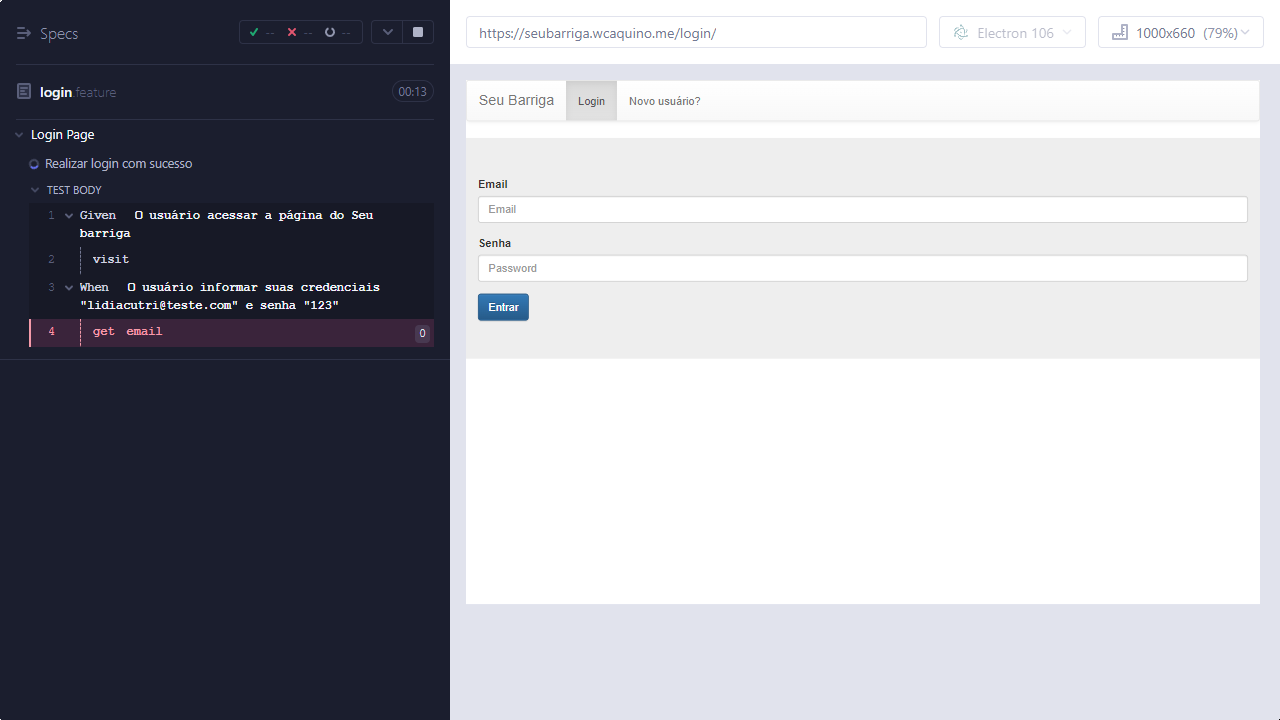 Specs
-- -- --
login.feature
00:13
Login Page
Realizar login com sucesso
TEST BODY
1 Given O usuário acessar a página do Seu
barriga
2 visit
3 When O usuário informar suas credenciais
"lidiacutri@teste.com" e senha "123"
4 get email 0
https://seubarriga.wcaquino.me/login/
Electron 106
1000x660 (79%)
Seu Barriga
Login
Novo usuário?
Email
Email
Senha
Password
Entrar